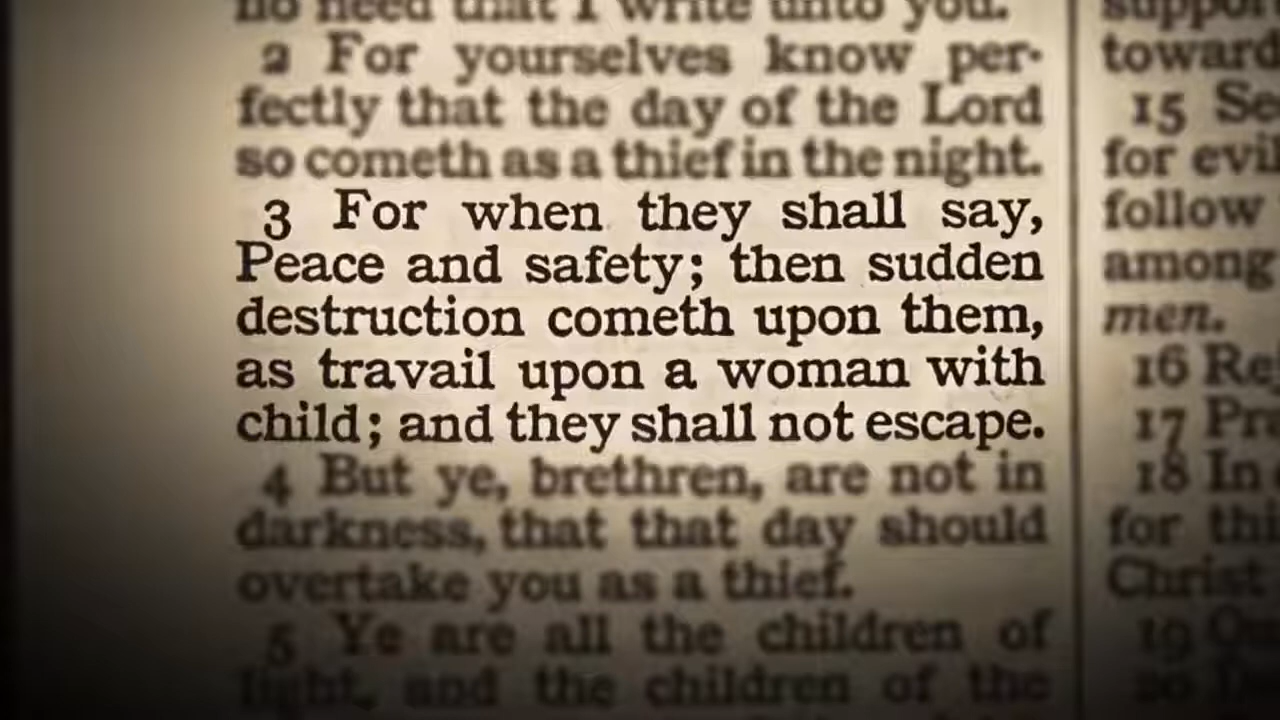 no need that I write unto you.
2 For yourselves know per-
fectly that the day of the Lord
so cometh as a thief in the night.
3 For when they shall say,
Peace and safety; then sudden
destruction cometh upon them,
as travail upon a woman with
child; and they shall not escape.
4 But ye, brethren, are not in
darkness, that that day should
overtake you as a thief.
5 Ye are all the children of
light, and the children of the
toward
15
for evil
follow
among
men.
16
17
18 In
for
Christ
19